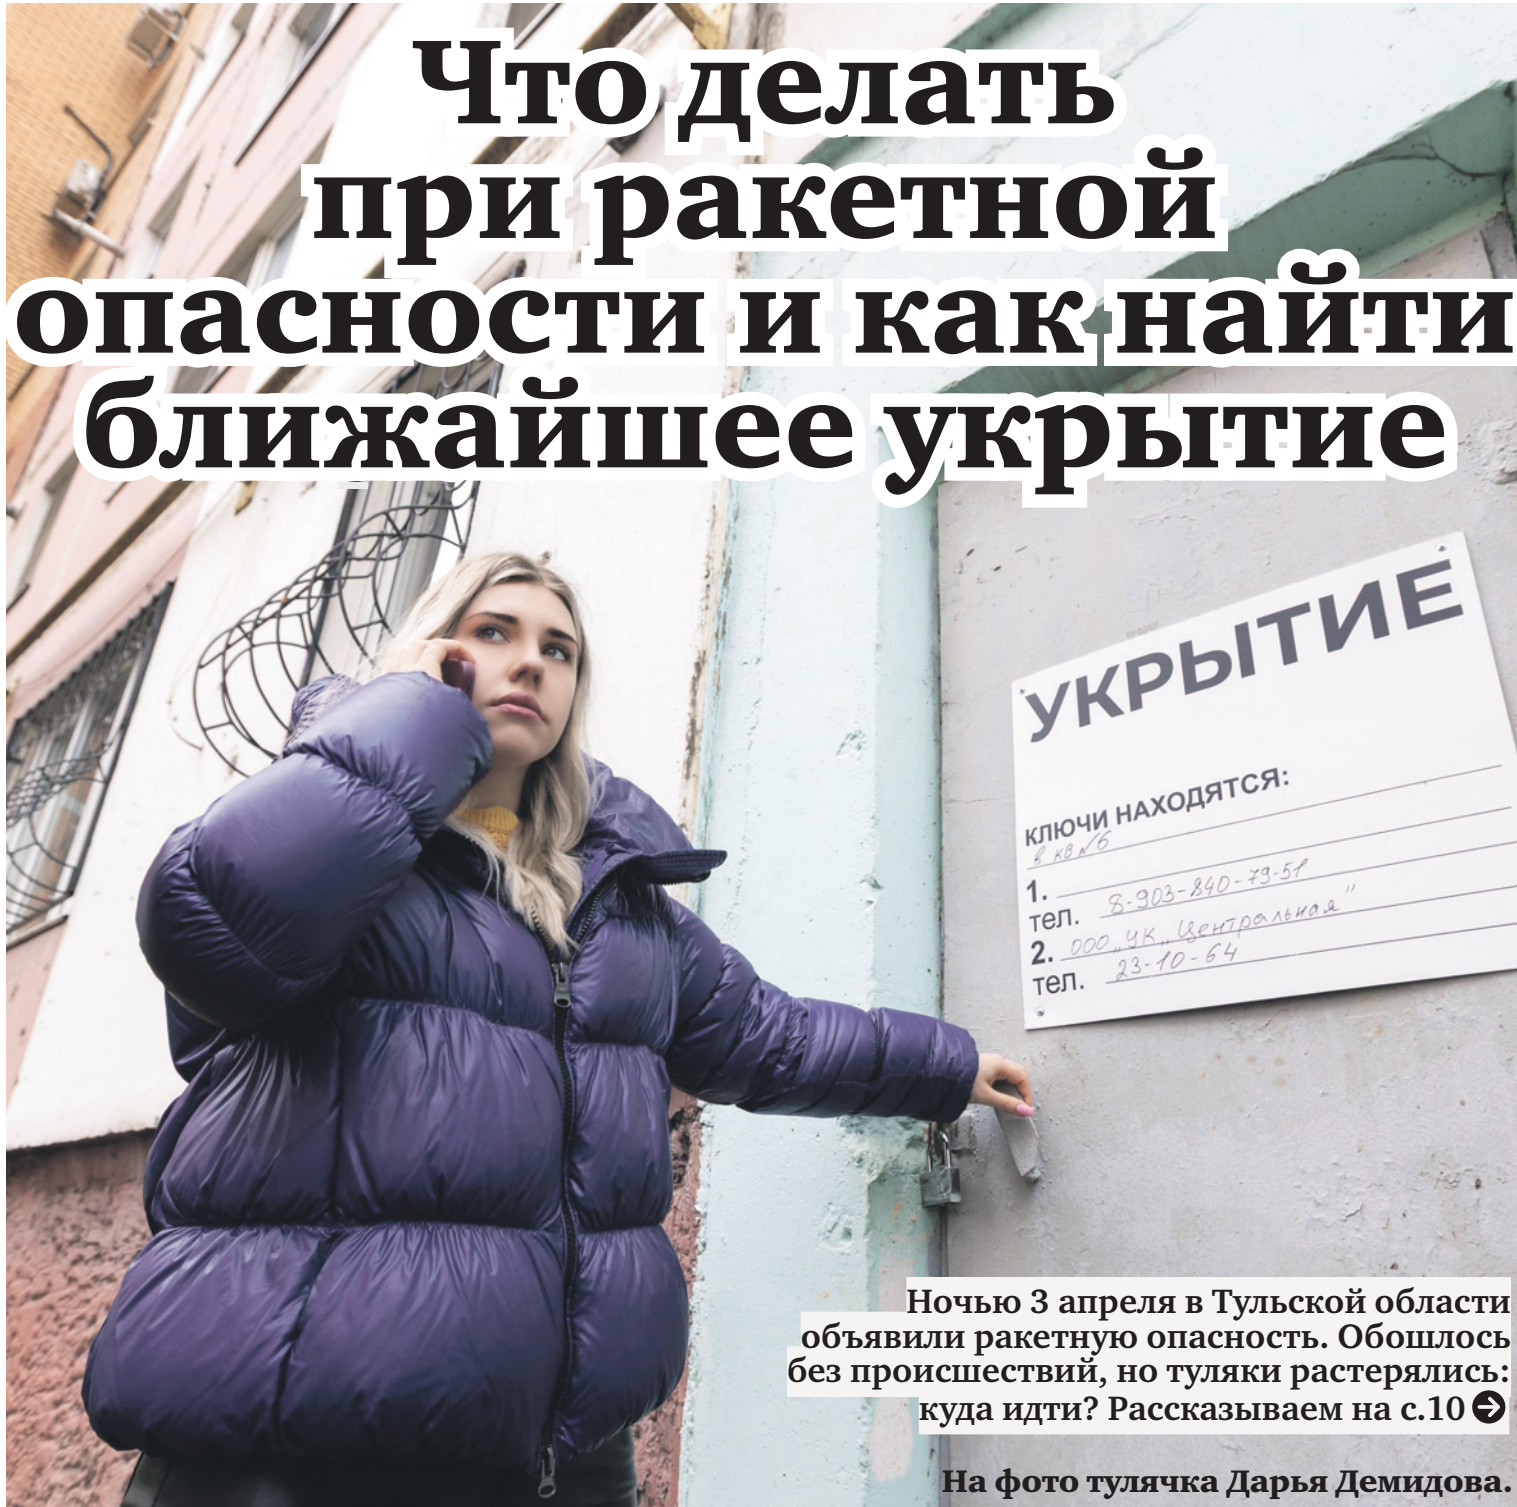 Что делать
при ракетной
опасности и как найти
ближайшее укрытие
УКРЫТИЕ
КЛЮЧИ НАХОДЯТСЯ:
в кв №6
1.
тел. 8-903-840-79-51
2. ООО „УК „Центральная"
тел. 23-10-64
Ночью 3 апреля в Тульской области
объявили ракетную опасность. Обошлось
без происшествий, но туляки растерялись:
куда идти? Рассказываем на с.10
На фото тулячка Дарья Демидова.